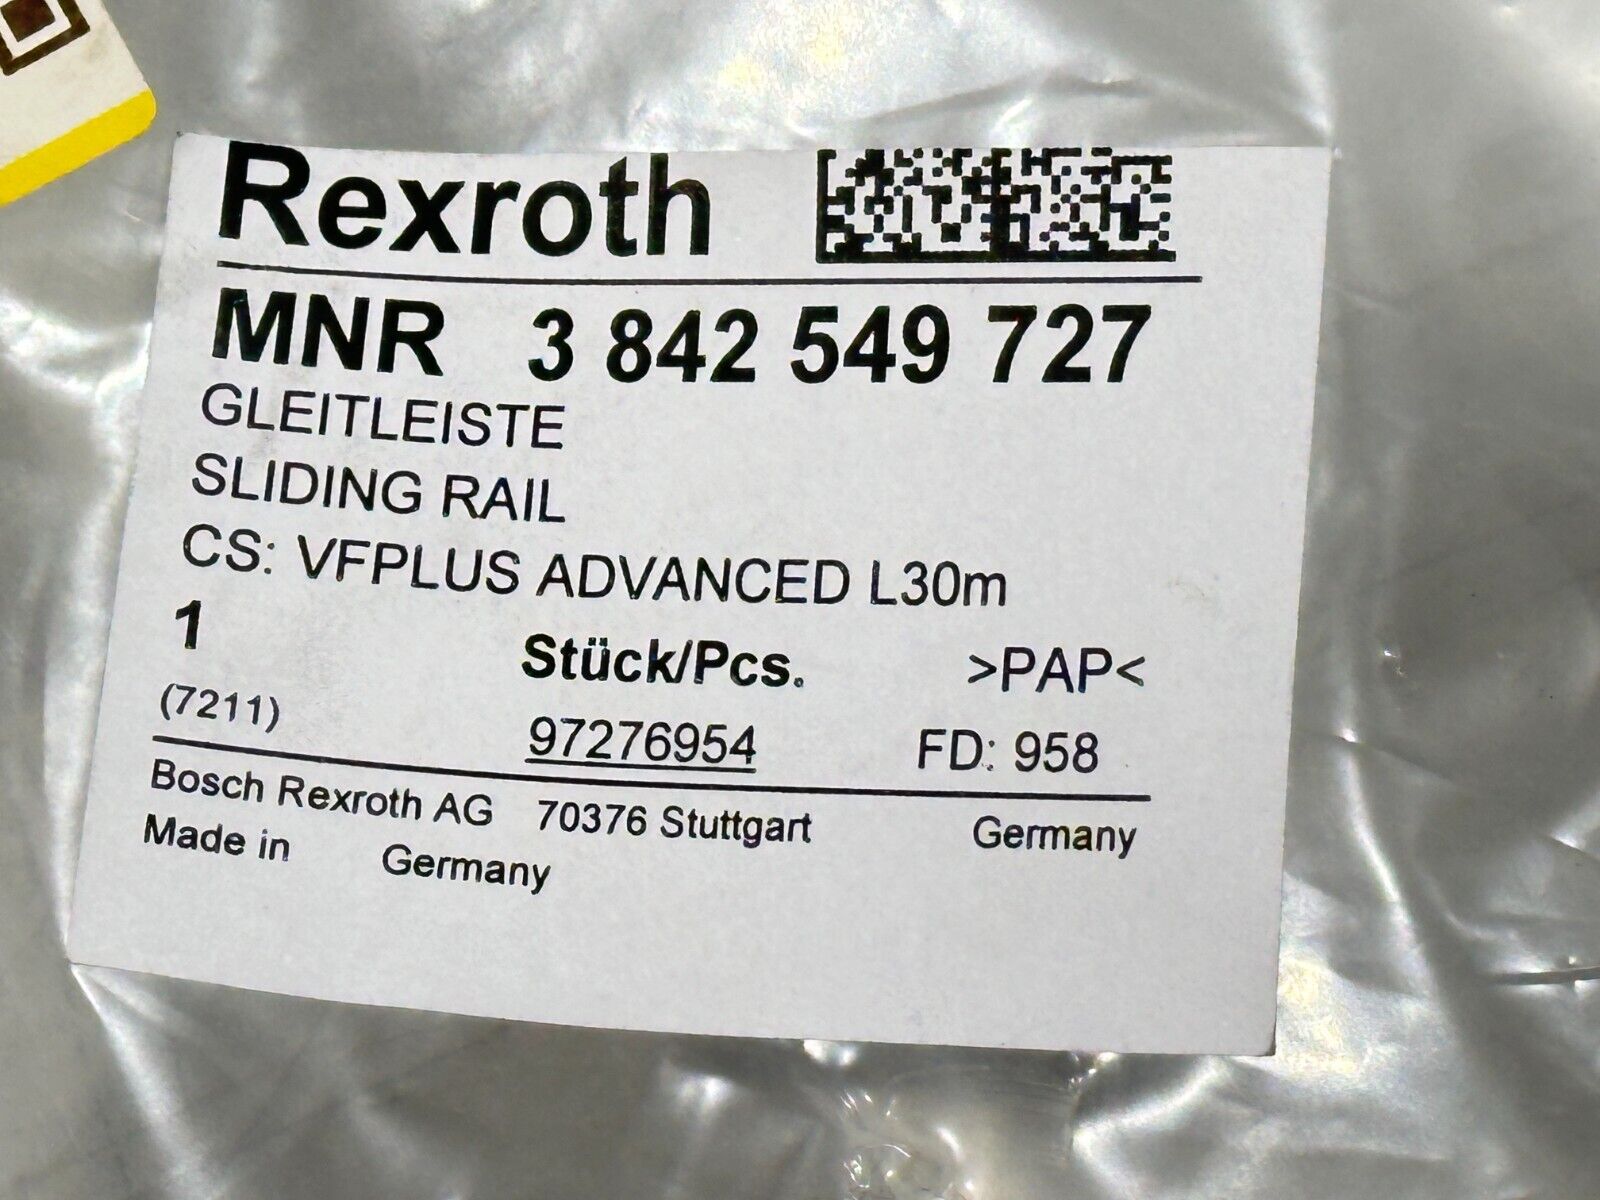 Rexroth
MNR 3 842 549 727
GLEITLEISTE
SLIDING RAIL
CS: VFPLUS ADVANCED L30m
1 Stück/Pcs. >PAP<
(7211) 97276954 FD: 958
Bosch Rexroth AG 70376 Stuttgart Germany
Made in Germany